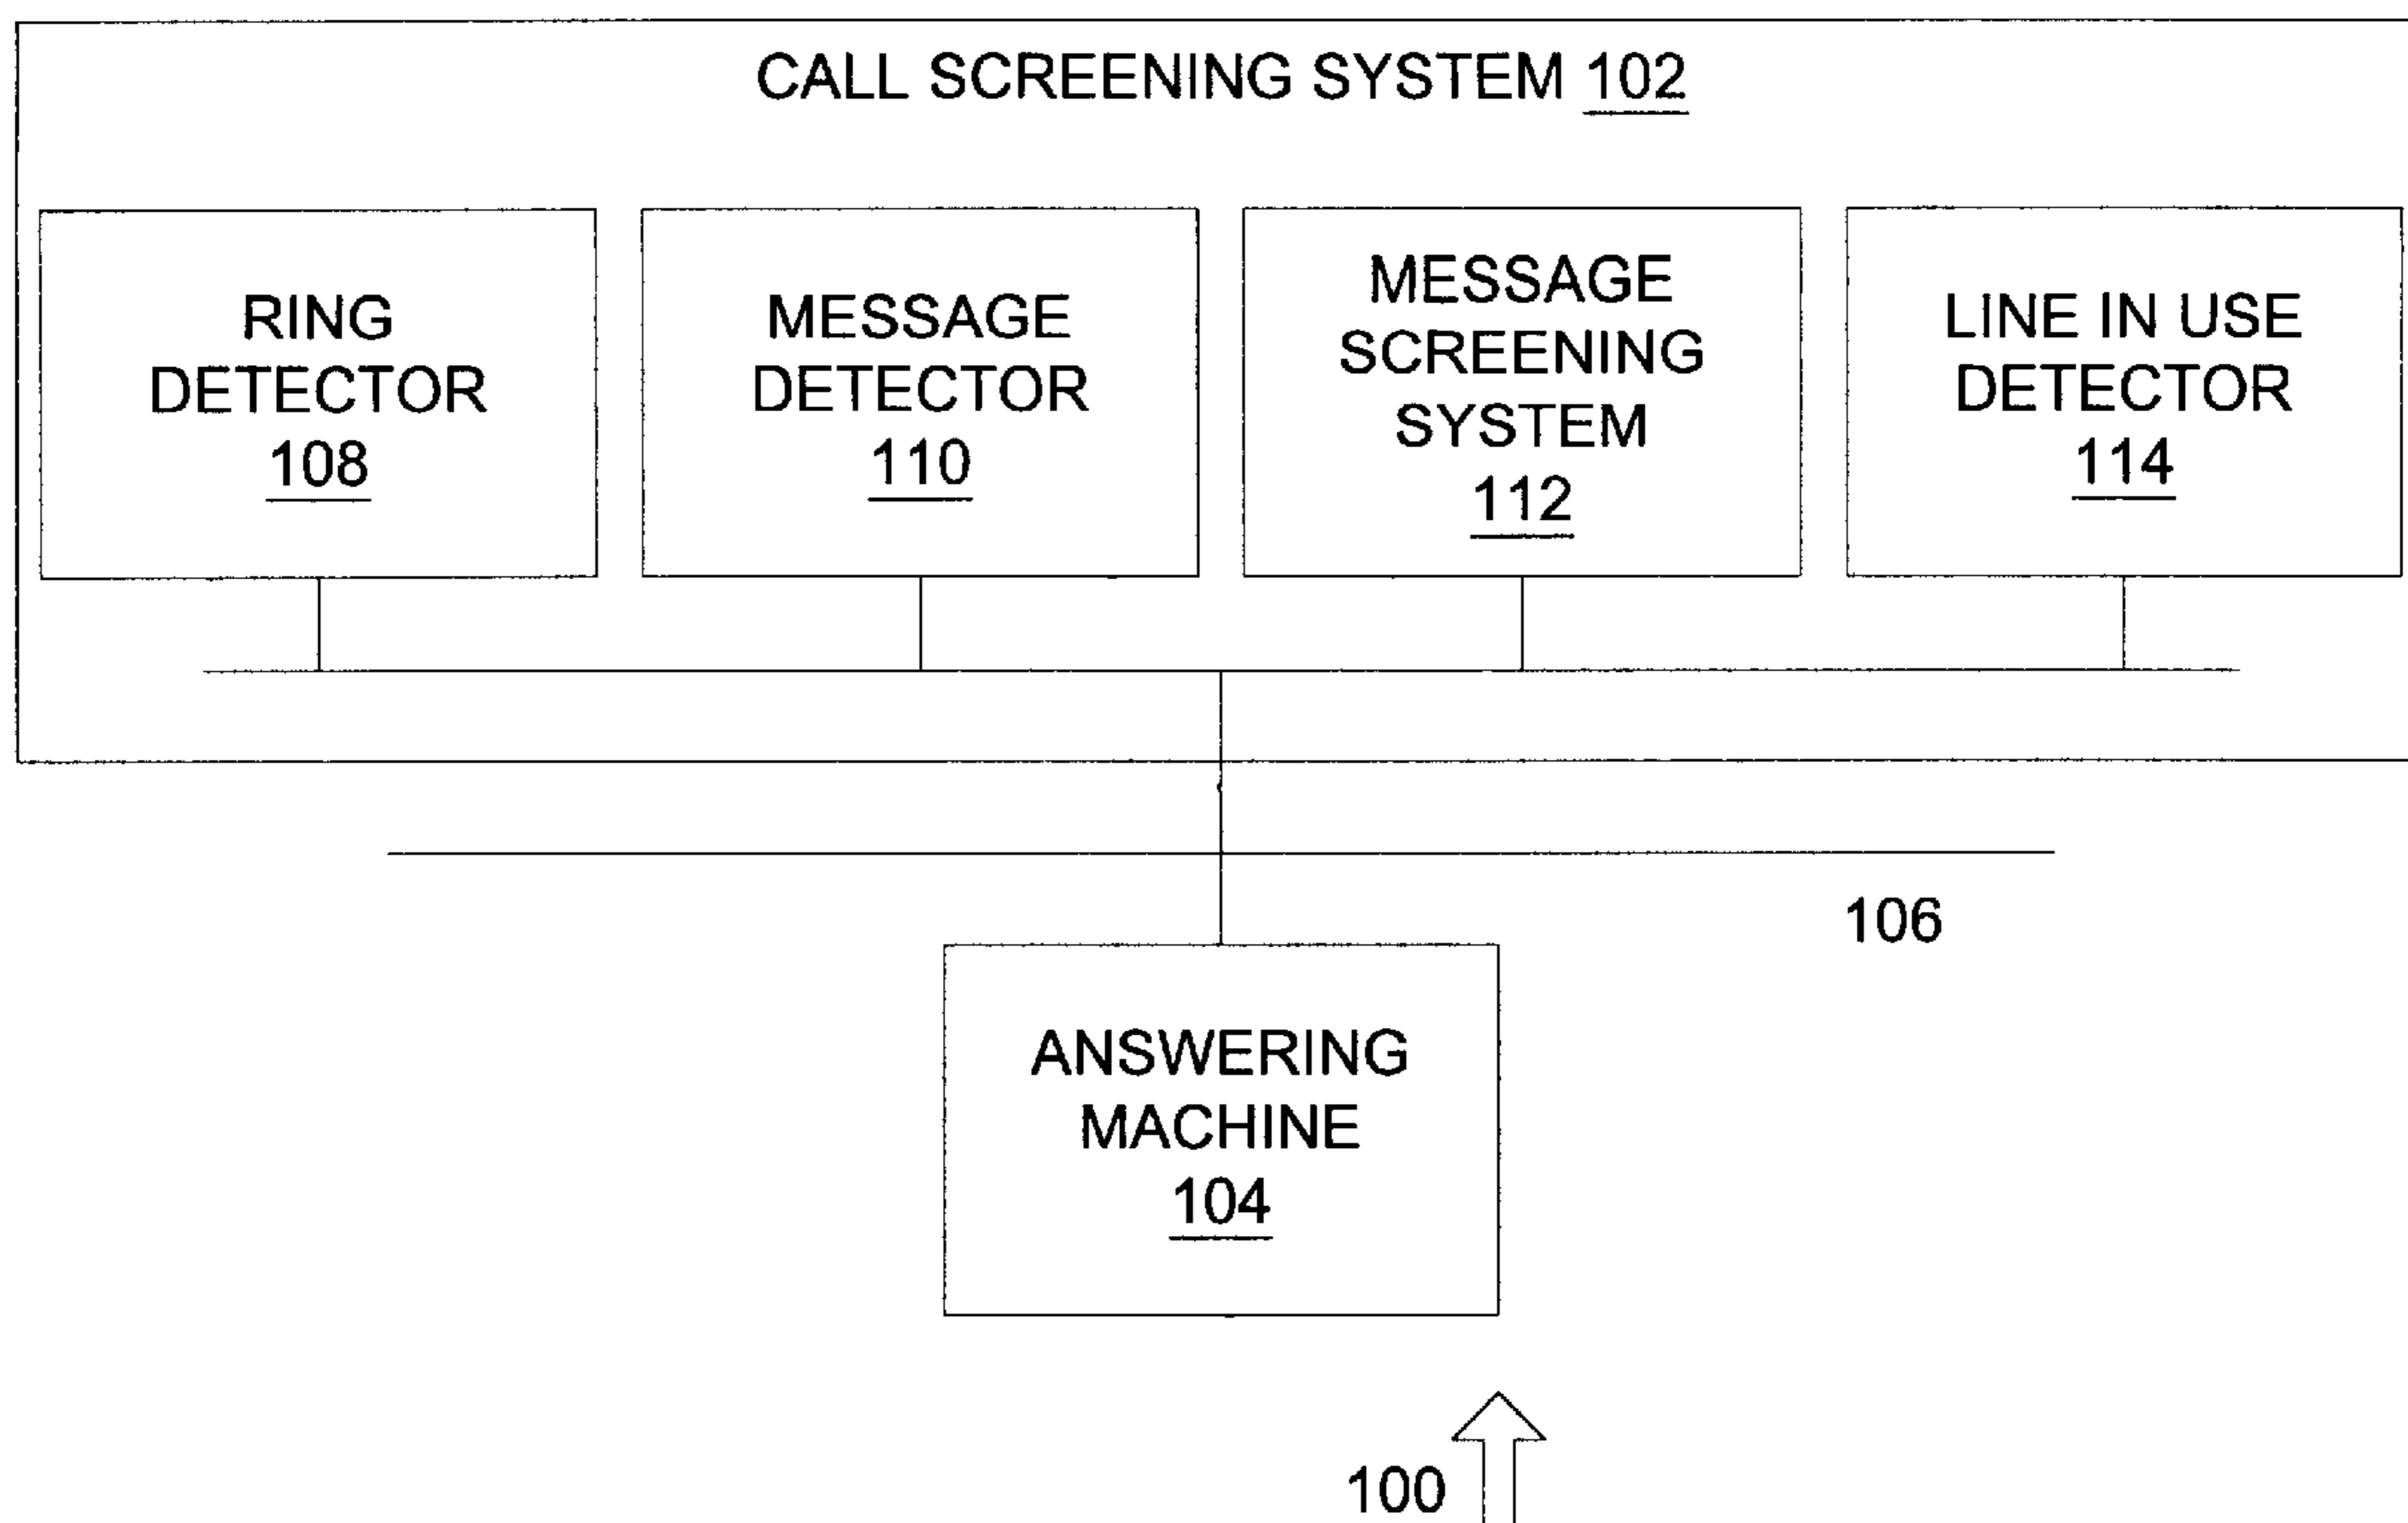 CALL SCREENING SYSTEM 102
RING
DETECTOR
108
MESSAGE
DETECTOR
110
MESSAGE
SCREENING
SYSTEM
112
LINE IN USE
DETECTOR
114
106
ANSWERING
MACHINE
104
100